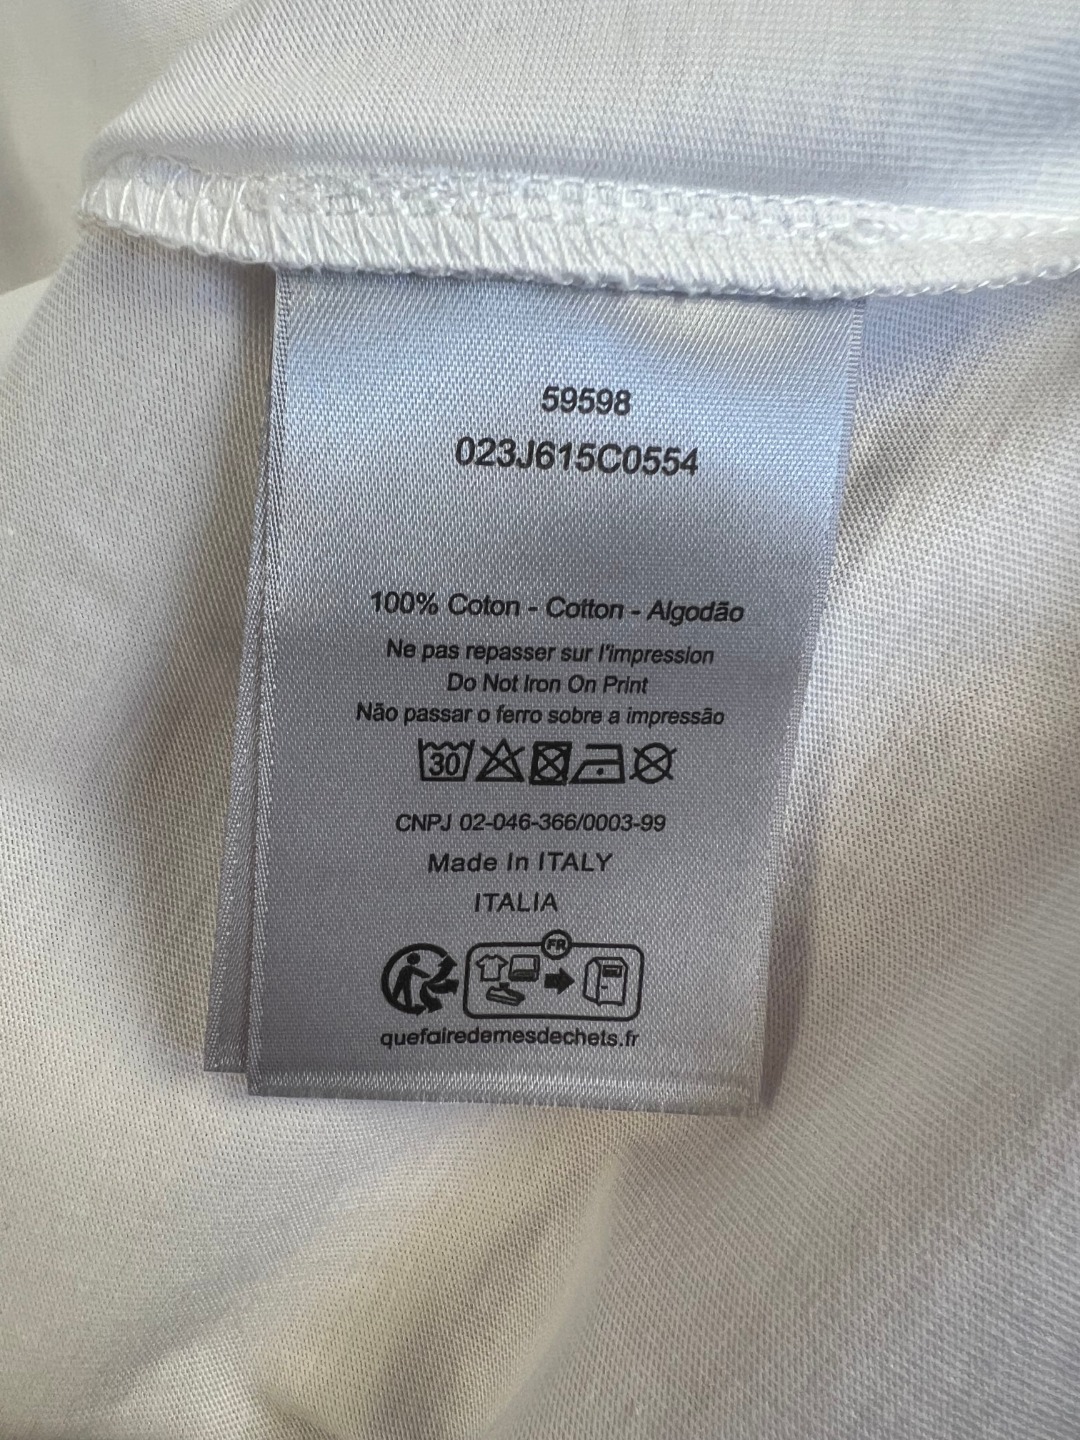 59598
023J615C0554
100% Coton - Cotton - Algodão
Ne pas repasser sur l'impression
Do Not Iron On Print
Não passar o ferro sobre a impressão
30
CNPJ 02-046-366/0003-99
Made In ITALY
ITALIA
FR
quefairedemesdechets.fr